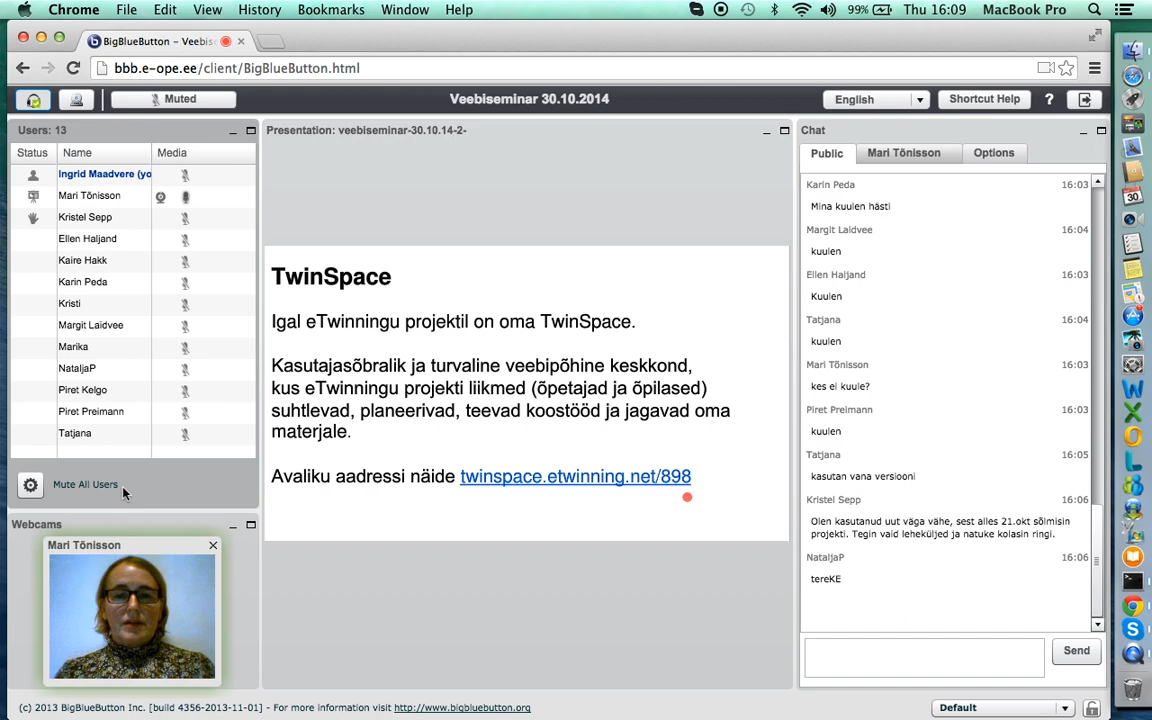 Chrome File Edit View History Bookmarks Window Help 99% Thu 16:09 MacBook Pro
BigBlueButton – Veebis
bbb.e-ope.ee/client/BigBlueButton.html
Muted Veebiseminar 30.10.2014 English Shortcut Help ?
Users: 13
Status Name Media
Ingrid Maadvere (yo
Mari Tõnisson
Kristel Sepp
Ellen Haljand
Kaire Hakk
Karin Peda
Kristi
Margit Laidvee
Marika
NataljaP
Piret Kelgo
Piret Preimann
Tatjana
Mute All Users
Webcams
Mari Tõnisson
Presentation: veebiseminar-30.10.14-2-
TwinSpace
Igal eTwinningu projektil on oma TwinSpace.
Kasutajasõbralik ja turvaline veebipõhine keskkond,
kus eTwinningu projekti liikmed (õpetajad ja õpilased)
suhtlevad, planeerivad, teevad koostööd ja jagavad oma
materjale.
Avaliku aadressi näide twinspace.etwinning.net/898
Chat
Public Mari Tõnisson Options
Karin Peda 16:03
Mina kuulen hästi
Margit Laidvee 16:04
kuulen
Ellen Haljand 16:03
Kuulen
Tatjana 16:04
kuulen
Mari Tõnisson 16:03
kes ei kuule?
Piret Preimann 16:03
kuulen
Tatjana 16:05
kasutan vana versiooni
Kristel Sepp 16:06
Olen kasutanud uut väga vähe, sest alles 21.okt sõlmisin
projekti. Tegin vaid leheküljed ja natuke kolasin ringi.
NataljaP 16:06
tereKE
Send
(c) 2013 BigBlueButton Inc. [build 4356-2013-11-01] - For more information visit http://www.bigbluebutton.org
Default
30